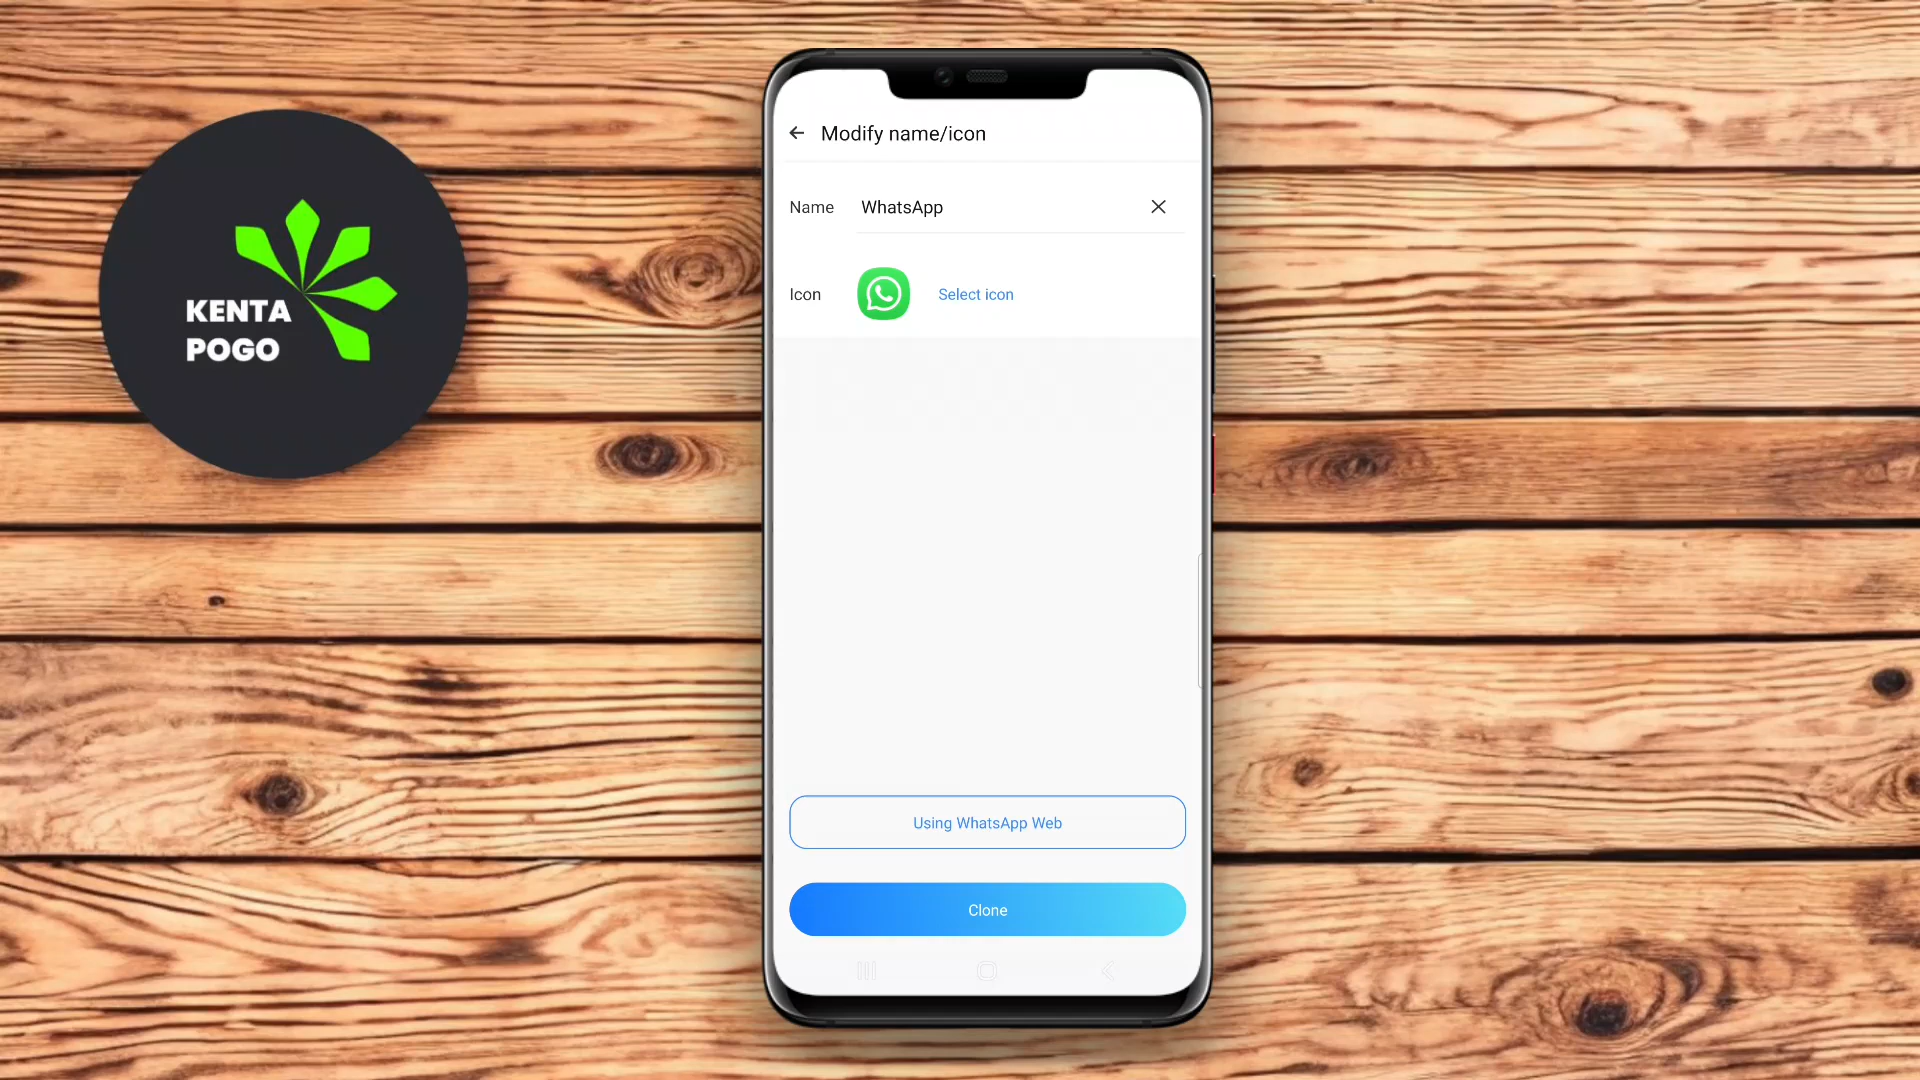 KENTA
POGO
Modify name/icon
Name WhatsApp
Icon Select icon
Using WhatsApp Web
Clone